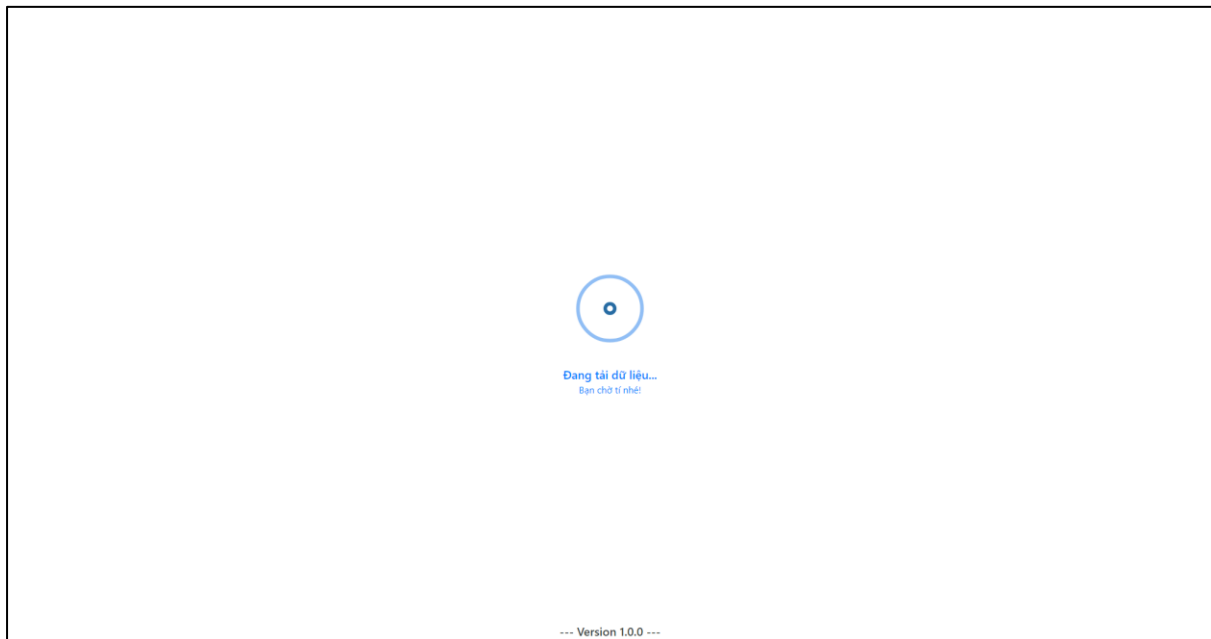 Đang tải dữ liệu...
Bạn chờ tí nhé!
--- Version 1.0.0 ---